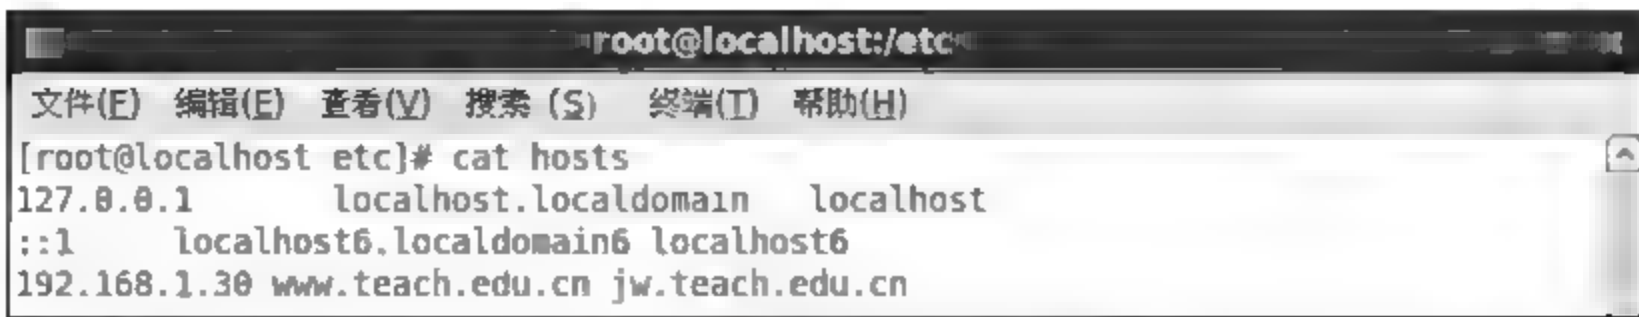 root@localhost:/etc
文件(F) 编辑(E) 查看(V) 搜索 (S) 终端(T) 帮助(H)
[root@localhost etc]# cat hosts
127.0.0.1 localhost.localdomain localhost
::1 localhost6.localdomain6 localhost6
192.168.1.30 www.teach.edu.cn jw.teach.edu.cn